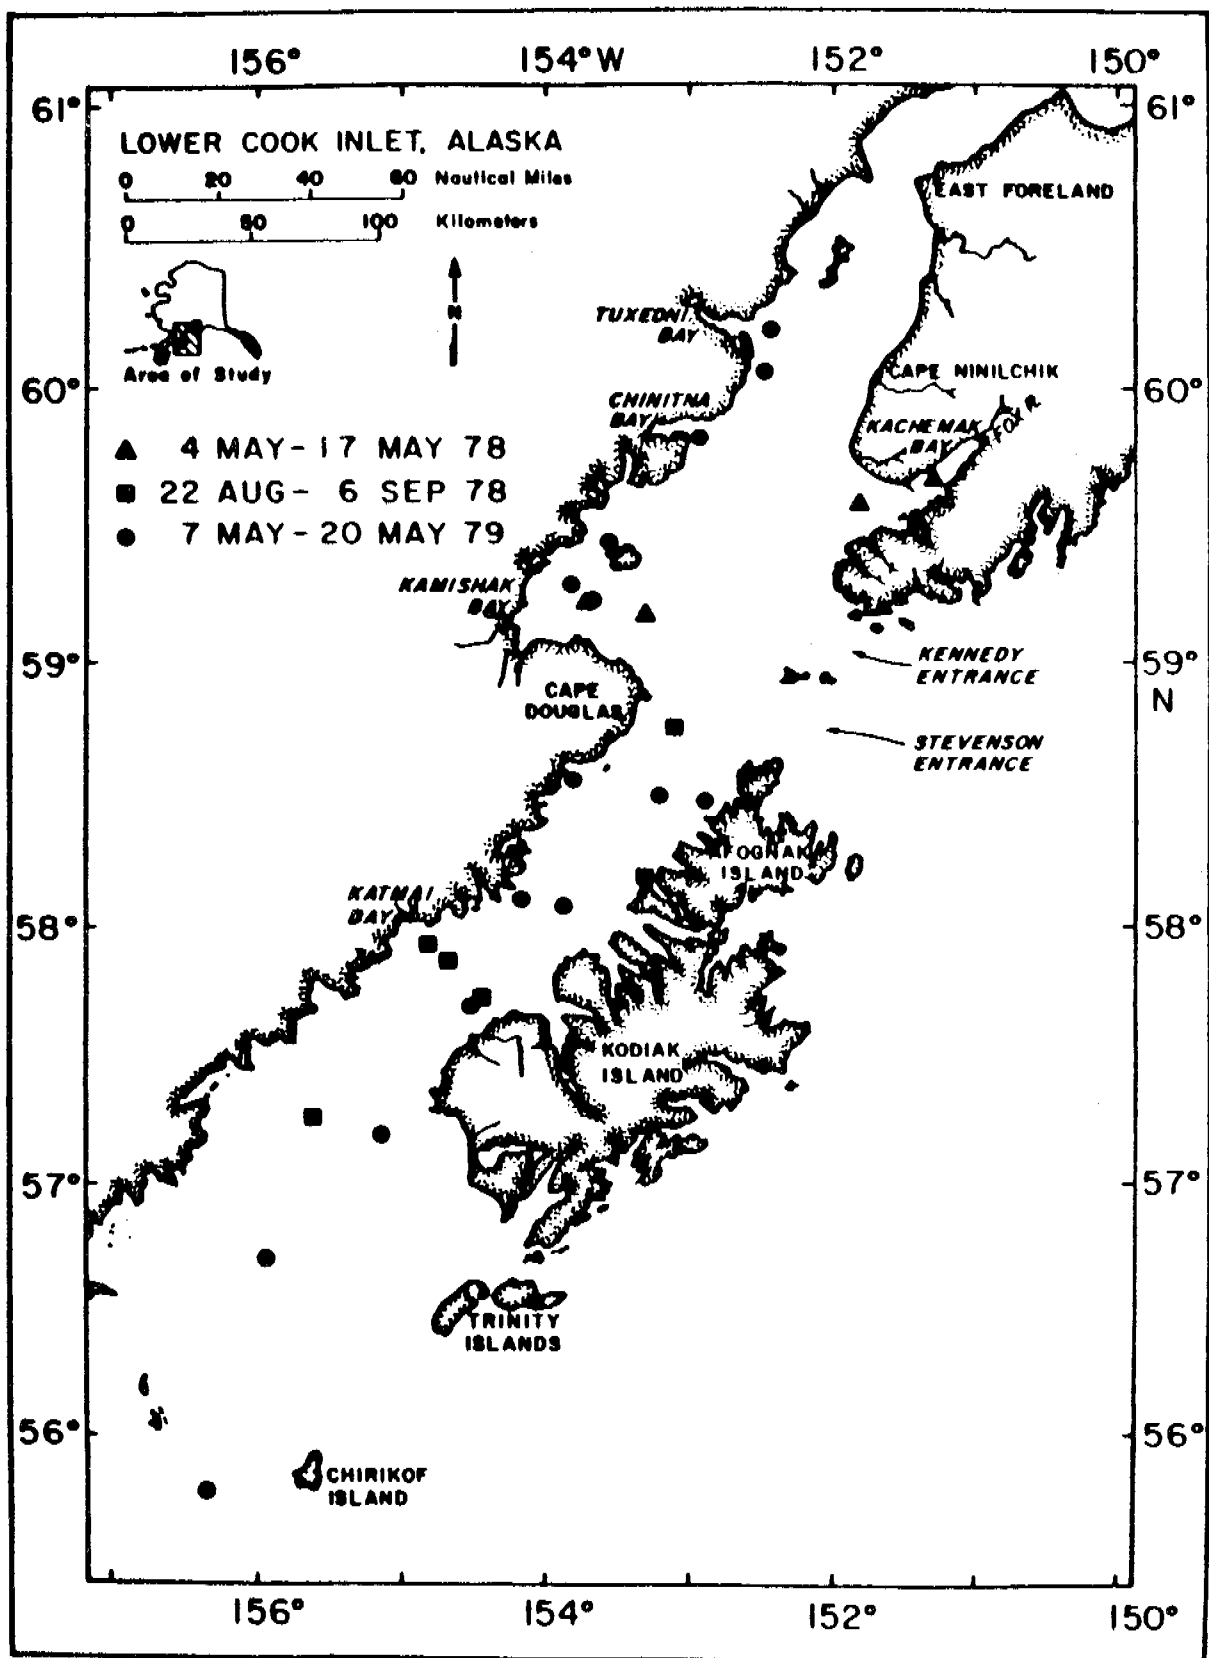 156° 154°W 152° 150°
61° 61°
LOWER COOK INLET, ALASKA
0 20 40 60 Nautical Miles
0 50 100 Kilometers
EAST FORELAND
N
TUXEDNI
BAY
Area of Study
60° 60°
CAPE NINILCHIK
CHINITNA
BAY
KACHEMAK
BAY
FOX R.
4 MAY-17 MAY 78
22 AUG- 6 SEP 78
7 MAY-20 MAY 79
KAMISHAK
BAY
59° 59°
N
KENNEDY
ENTRANCE
CAPE
DOUGLAS
STEVENSON
ENTRANCE
AFOGNAK
ISLAND
KATMAI
BAY
58° 58°
KODIAK
ISLAND
57° 57°
TRINITY
ISLANDS
56° 56°
CHIRIKOF
ISLAND
156° 154° 152° 150°